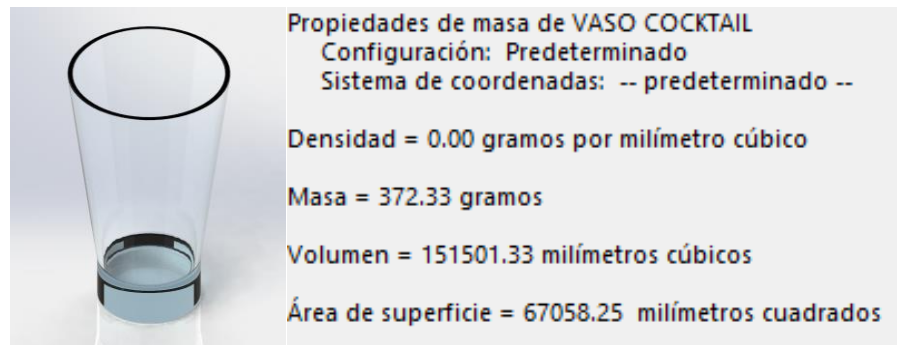 Propiedades de masa de VASO COCKTAIL
Configuración: Predeterminado
Sistema de coordenadas: -- predeterminado --
Densidad = 0.00 gramos por milímetro cúbico
Masa = 372.33 gramos
Volumen = 151501.33 milímetros cúbicos
Área de superficie = 67058.25 milímetros cuadrados